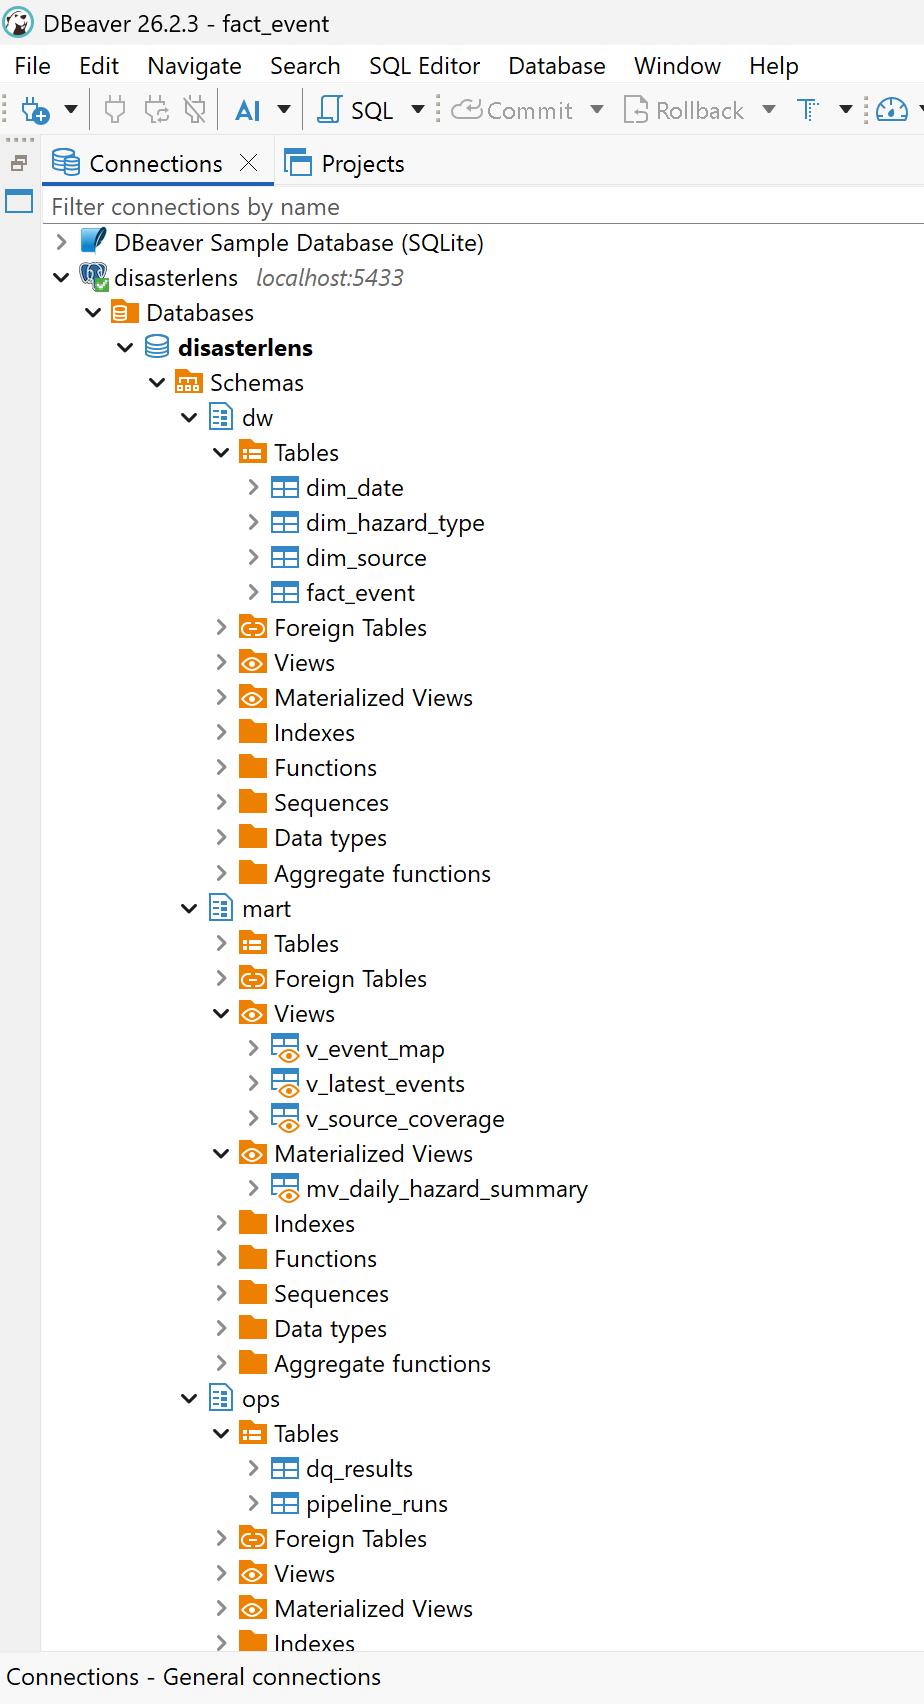 DBeaver 26.2.3 - fact_event
File Edit Navigate Search SQL Editor Database Window Help
AI SQL Commit Rollback T
Connections Projects
Filter connections by name
DBeaver Sample Database (SQLite)
disasterlens localhost:5433
Databases
disasterlens
Schemas
dw
Tables
dim_date
dim_hazard_type
dim_source
fact_event
Foreign Tables
Views
Materialized Views
Indexes
Functions
Sequences
Data types
Aggregate functions
mart
Tables
Foreign Tables
Views
v_event_map
v_latest_events
v_source_coverage
Materialized Views
mv_daily_hazard_summary
Indexes
Functions
Sequences
Data types
Aggregate functions
ops
Tables
dq_results
pipeline_runs
Foreign Tables
Views
Materialized Views
Indexes
Connections - General connections